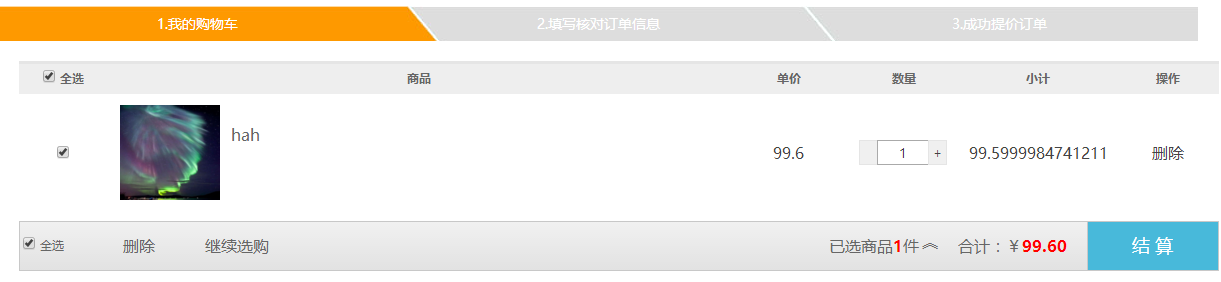 1.我的购物车 2.填写核对订单信息 3.成功提价订单
全选 商品 单价 数量 小计 操作
hah
99.6 1 + 99.5999984741211 删除
全选 删除 继续选购 已选商品1件 合计：￥99.60 结算